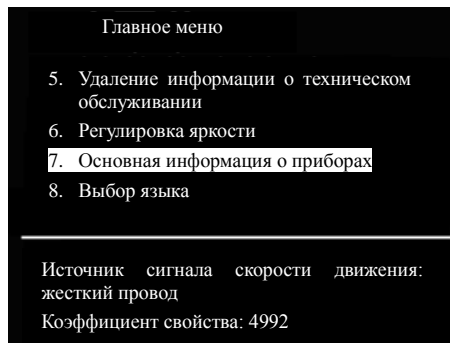 Главное меню
5. Удаление информации о техническом
обслуживании
6. Регулировка яркости
7. Основная информация о приборах
8. Выбор языка
Источник сигнала скорости движения:
жесткий провод
Коэффициент свойства: 4992